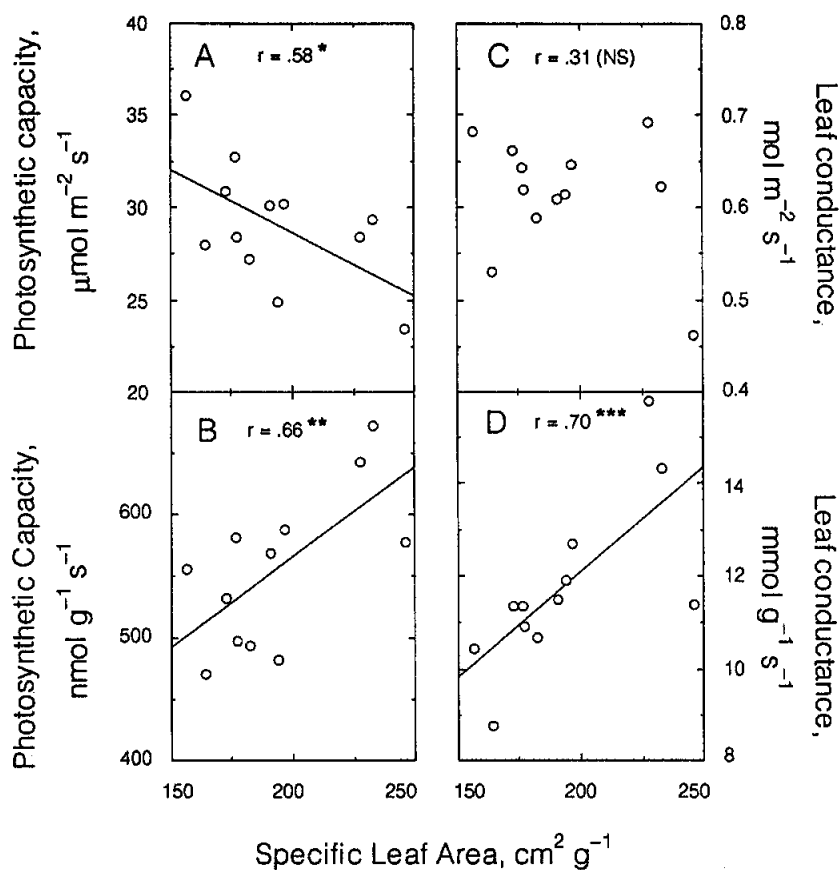 40
35
30
25
20
Photosynthetic capacity,
μmol m⁻² s⁻¹
A r = .58 *
C r = .31 (NS)
0.8
0.7
0.6
0.5
0.4
Leaf conductance,
mol m⁻² s⁻¹
B r = .66 **
D r = .70 ***
600
500
400
Photosynthetic Capacity,
nmol g⁻¹ s⁻¹
14
12
10
8
Leaf conductance,
mmol g⁻¹ s⁻¹
150 200 250 150 200 250
Specific Leaf Area, cm² g⁻¹